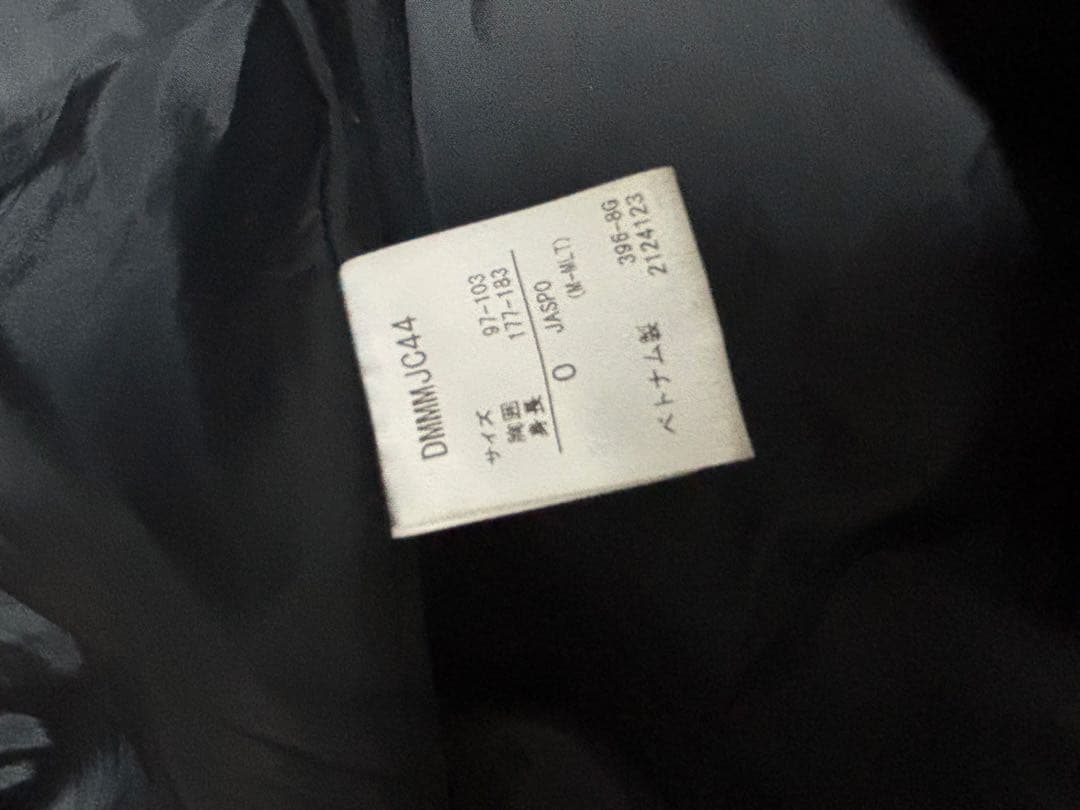 DMMMJC44
サイズ
胸囲 97-103
身長 177-183
O JASPO
(M-MLT)
396-8G
ベトナム製 2124123